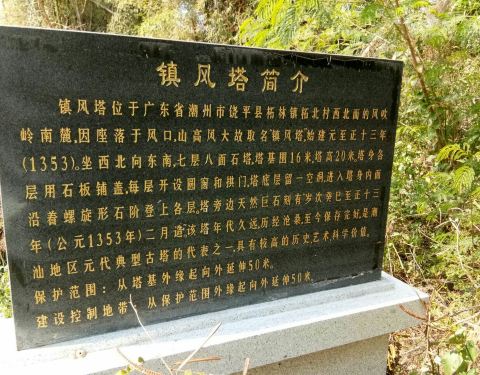 镇风塔简介
镇风塔位于广东省潮州市饶平县柘林镇柘北村西北面的风吹
岭南麓,因座落于风口,山高风大故取名镇风塔,始建元至正十三年
(1353)。坐西北向东南,七层八面石塔,塔基围16米,塔高20米,塔身各
层用石板铺盖,每层开设圆窗和拱门,塔底层留一空洞,进入塔身内面
沿着螺旋形石阶登上各层,塔旁边天然巨石刻有岁次癸巳至正十三
年(公元1353年)二月造;该塔年代久远,历经沧桑,至今保存完好,是潮
汕地区元代典型古塔的代表之一,具有较高的历史、艺术、科学价值。
保护范围:从塔基外缘起向外延伸50米。
建设控制地带:从保护范围外缘起向外延伸50米。